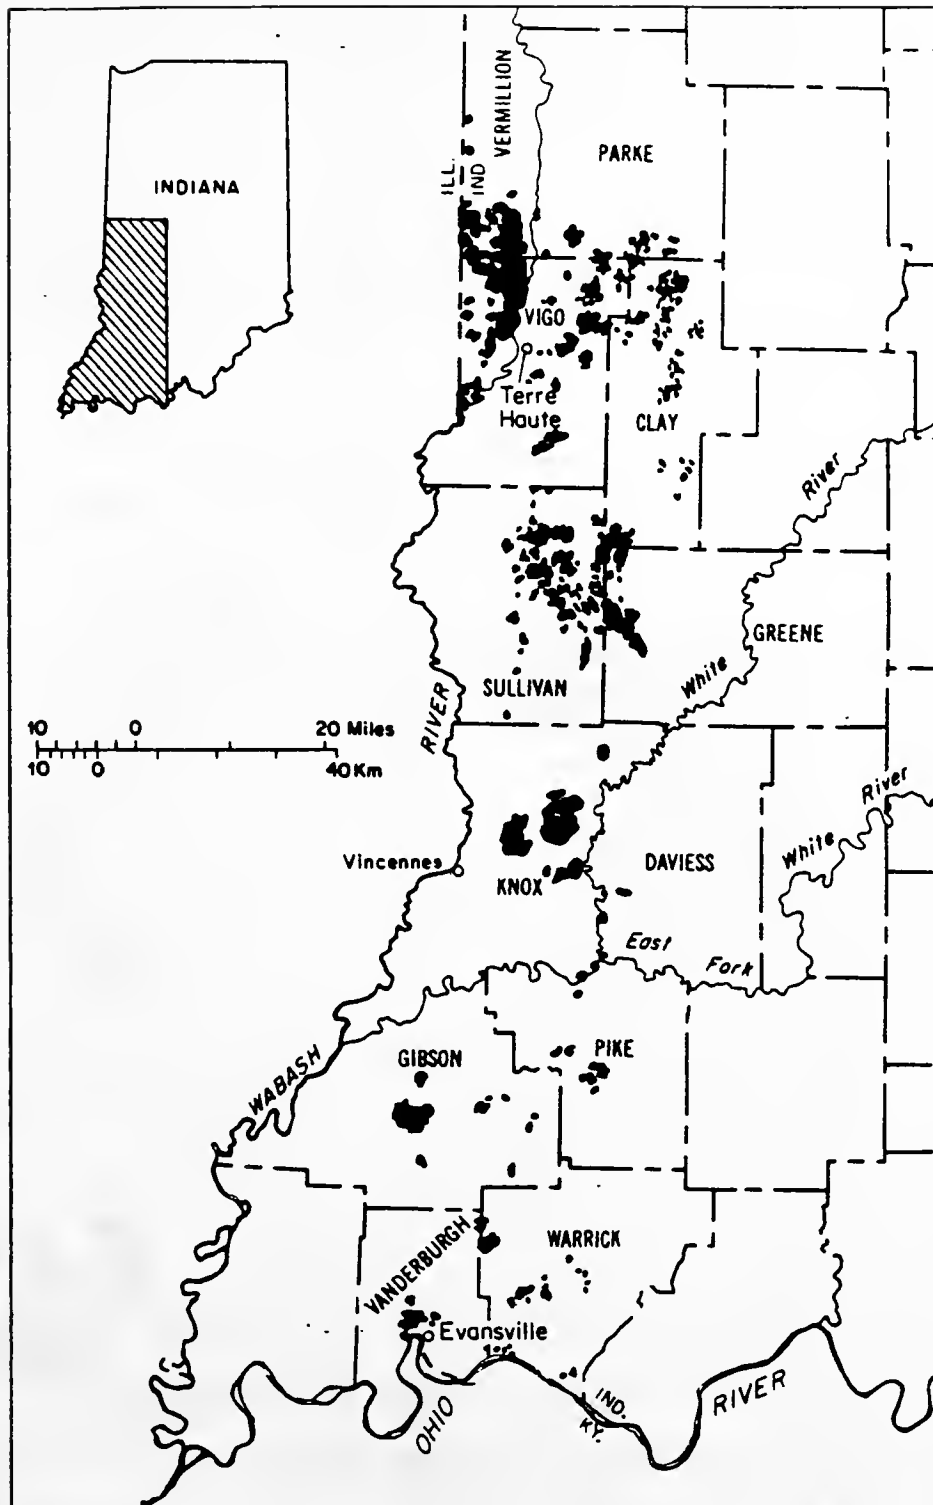 INDIANA
ILL.
IND
VERMILLION
PARKE
VIGO
Terre
Haute
CLAY
River
GREENE
White
SULLIVAN
RIVER
10 0 20 Miles
10 0 40 Km
River
White
Vincennes
KNOX
DAVIESS
East
Fork
WABASH
GIBSON
PIKE
VANDERBURGH
WARRICK
Evansville
OHIO
IND.
KY.
RIVER